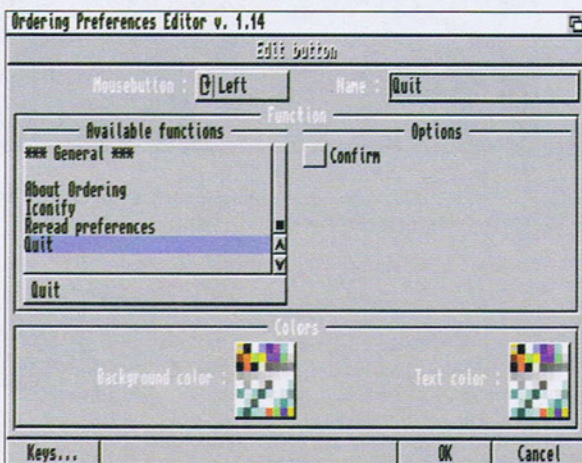 Ordering Preferences Editor v. 1.14
Edit button
Mousebutton : Left
Name : Quit
Function
Available functions
*** General ***
About Ordering
Iconify
Reread preferences
Quit
Quit
Options
Confirm
Colors
Background color :
Text color :
Keys...
OK
Cancel